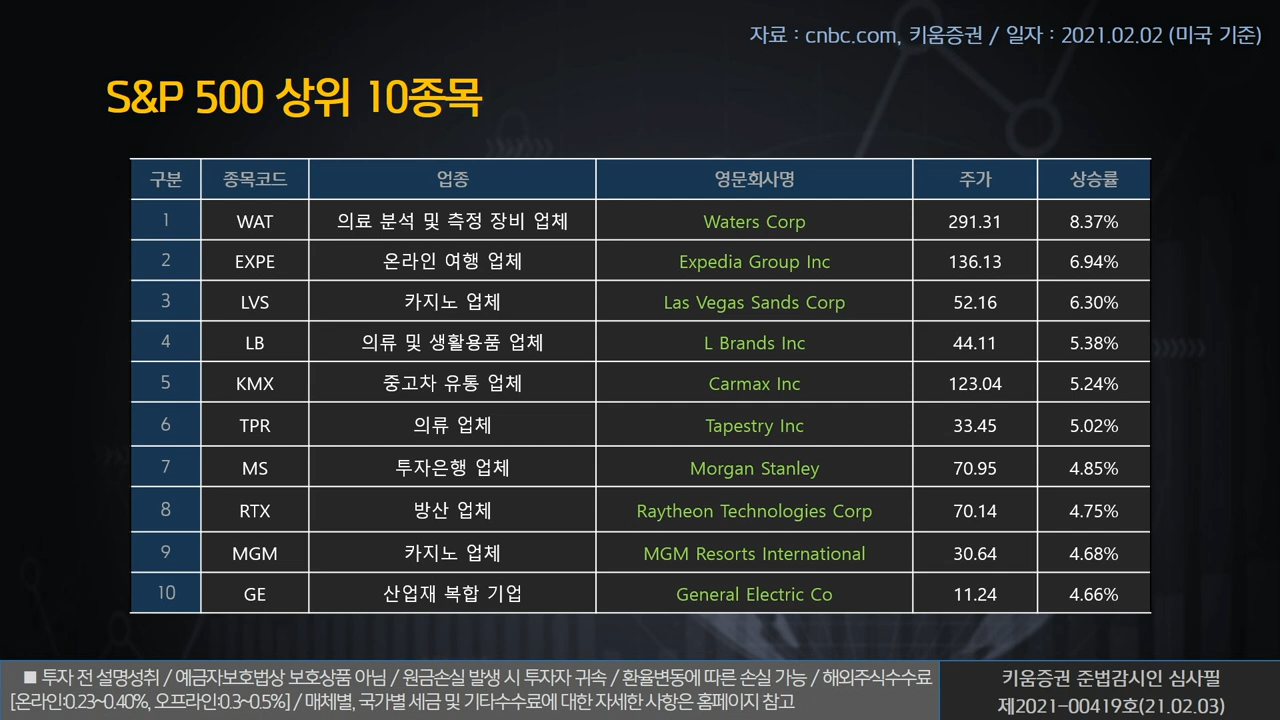 자료 : cnbc.com, 키움증권 / 일자 : 2021.02.02 (미국 기준)
S&P 500 상위 10종목
구분 종목코드 업종 영문회사명 주가 상승률
1 WAT 의료 분석 및 측정 장비 업체 Waters Corp 291.31 8.37%
2 EXPE 온라인 여행 업체 Expedia Group Inc 136.13 6.94%
3 LVS 카지노 업체 Las Vegas Sands Corp 52.16 6.30%
4 LB 의류 및 생활용품 업체 L Brands Inc 44.11 5.38%
5 KMX 중고차 유통 업체 Carmax Inc 123.04 5.24%
6 TPR 의류 업체 Tapestry Inc 33.45 5.02%
7 MS 투자은행 업체 Morgan Stanley 70.95 4.85%
8 RTX 방산 업체 Raytheon Technologies Corp 70.14 4.75%
9 MGM 카지노 업체 MGM Resorts International 30.64 4.68%
10 GE 산업재 복합 기업 General Electric Co 11.24 4.66%
■ 투자 전 설명성취 / 예금자보호법상 보호상품 아님 / 원금손실 발생 시 투자자 귀속 / 환율변동에 따른 손실 가능 / 해외주식수수료
[온라인:0.23~0.40%, 오프라인:0.3~0.5%] / 매체별, 국가별 세금 및 기타수수료에 대한 자세한 사항은 홈페이지 참고
키움증권 준법감시인 심사필
제2021-00419호(21.02.03)